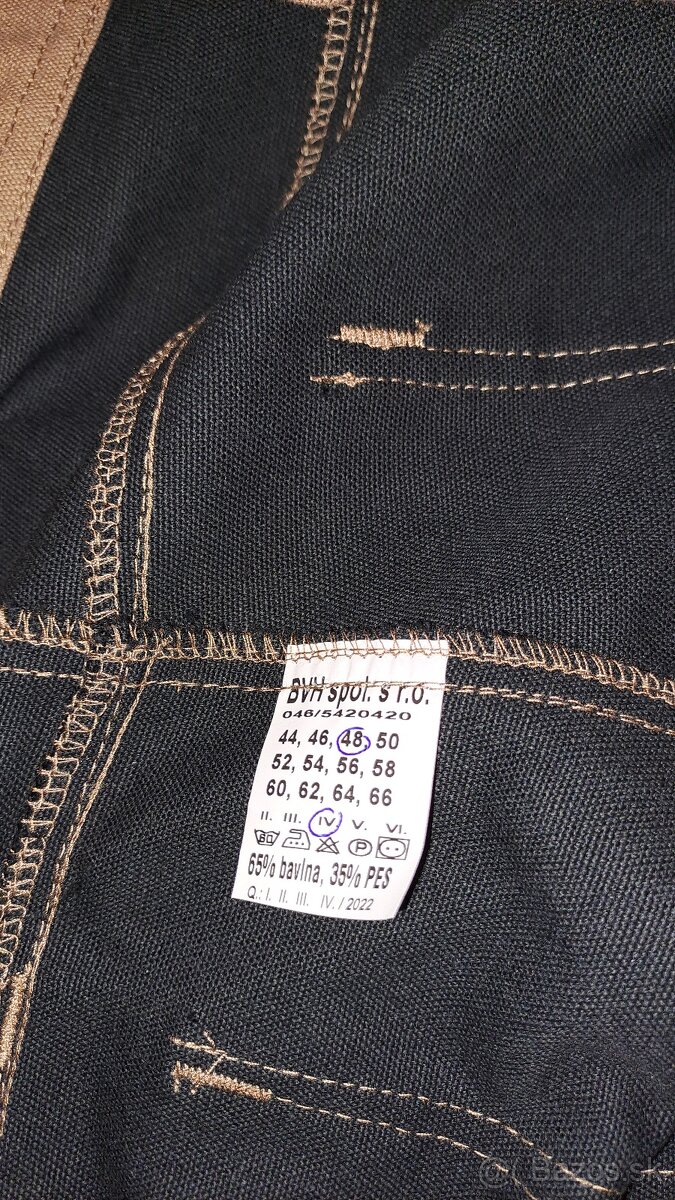 BVH spol. s r.o.
046/5420420
44, 46, 48, 50
52, 54, 56, 58
60, 62, 64, 66
II. III. IV. V. VI.
60 P
65% bavlna, 35% PES
Q.: I. II. III. IV. / 2022
Bazos.sk